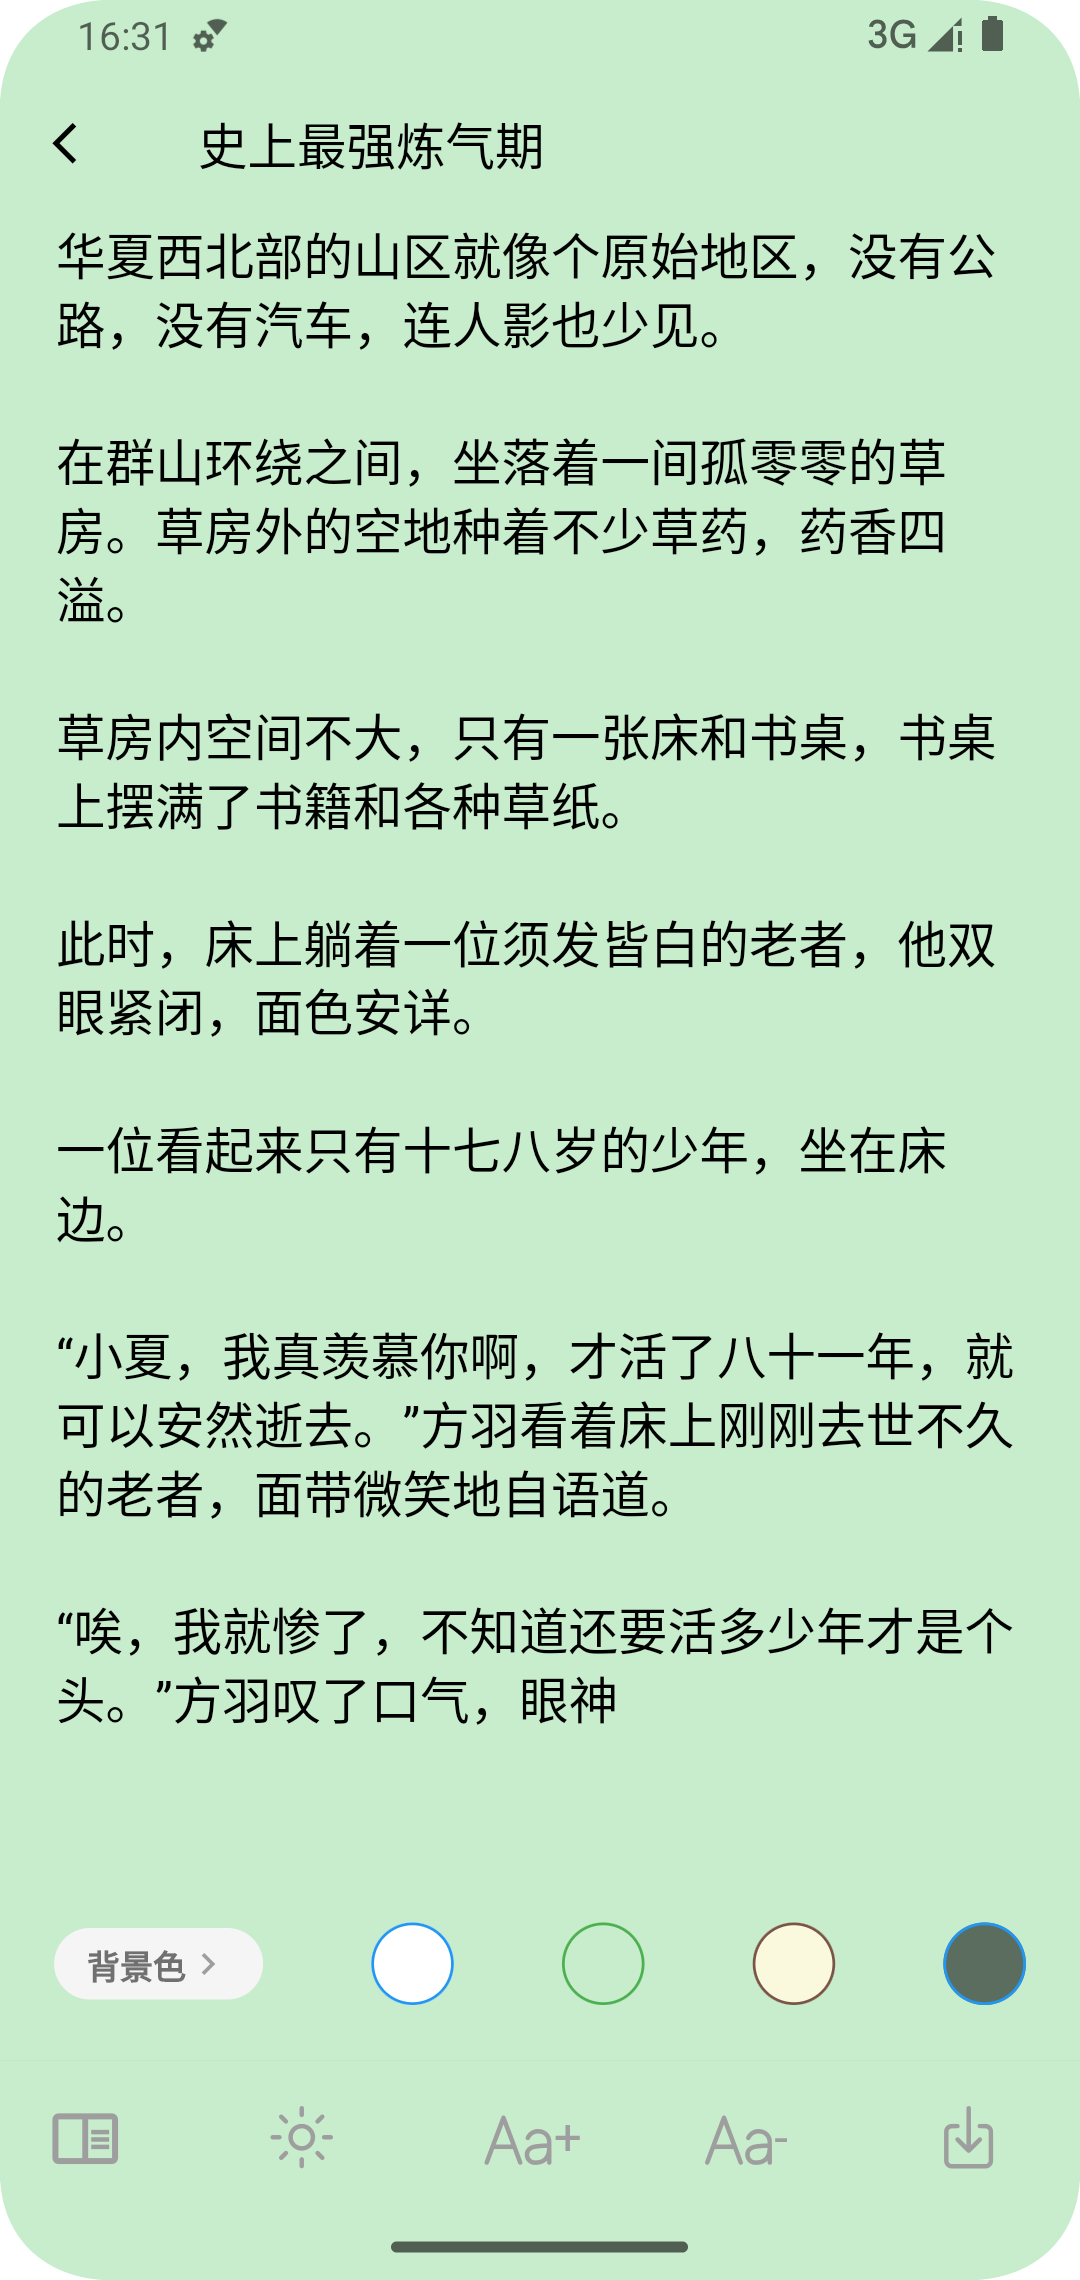 16:31
3G
史上最强炼气期
华夏西北部的山区就像个原始地区，没有公
路，没有汽车，连人影也少见。
在群山环绕之间，坐落着一间孤零零的草
房。草房外的空地种着不少草药，药香四
溢。
草房内空间不大，只有一张床和书桌，书桌
上摆满了书籍和各种草纸。
此时，床上躺着一位须发皆白的老者，他双
眼紧闭，面色安详。
一位看起来只有十七八岁的少年，坐在床
边。
“小夏，我真羡慕你啊，才活了八十一年，就
可以安然逝去。”方羽看着床上刚刚去世不久
的老者，面带微笑地自语道。
“唉，我就惨了，不知道还要活多少年才是个
头。”方羽叹了口气，眼神
背景色
Aa+
Aa-